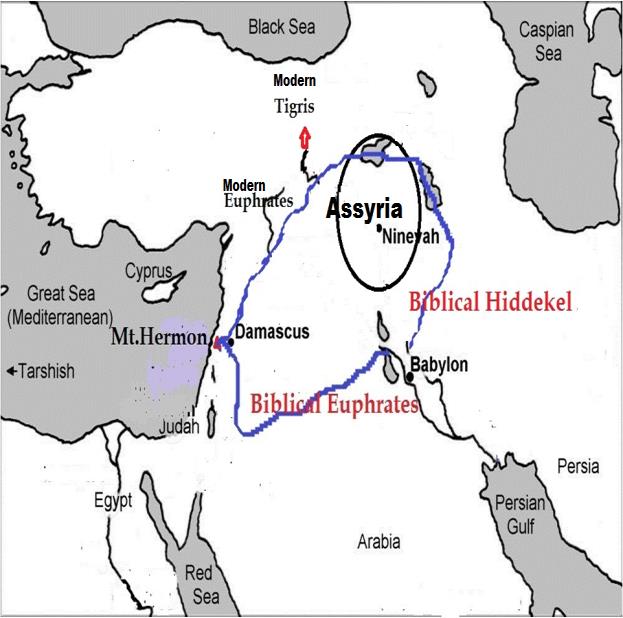 Black Sea
Caspian
Sea
Modern
Tigris
Modern
Euphrates
Assyria
Ninevah
Cyprus
Great Sea
(Mediterranean)
Biblical Hiddekel
Mt.Hermon
Damascus
Babylon
Tarshish
Biblical Euphrates
Judah
Persia
Egypt
Persian
Gulf
Arabia
Red
Sea